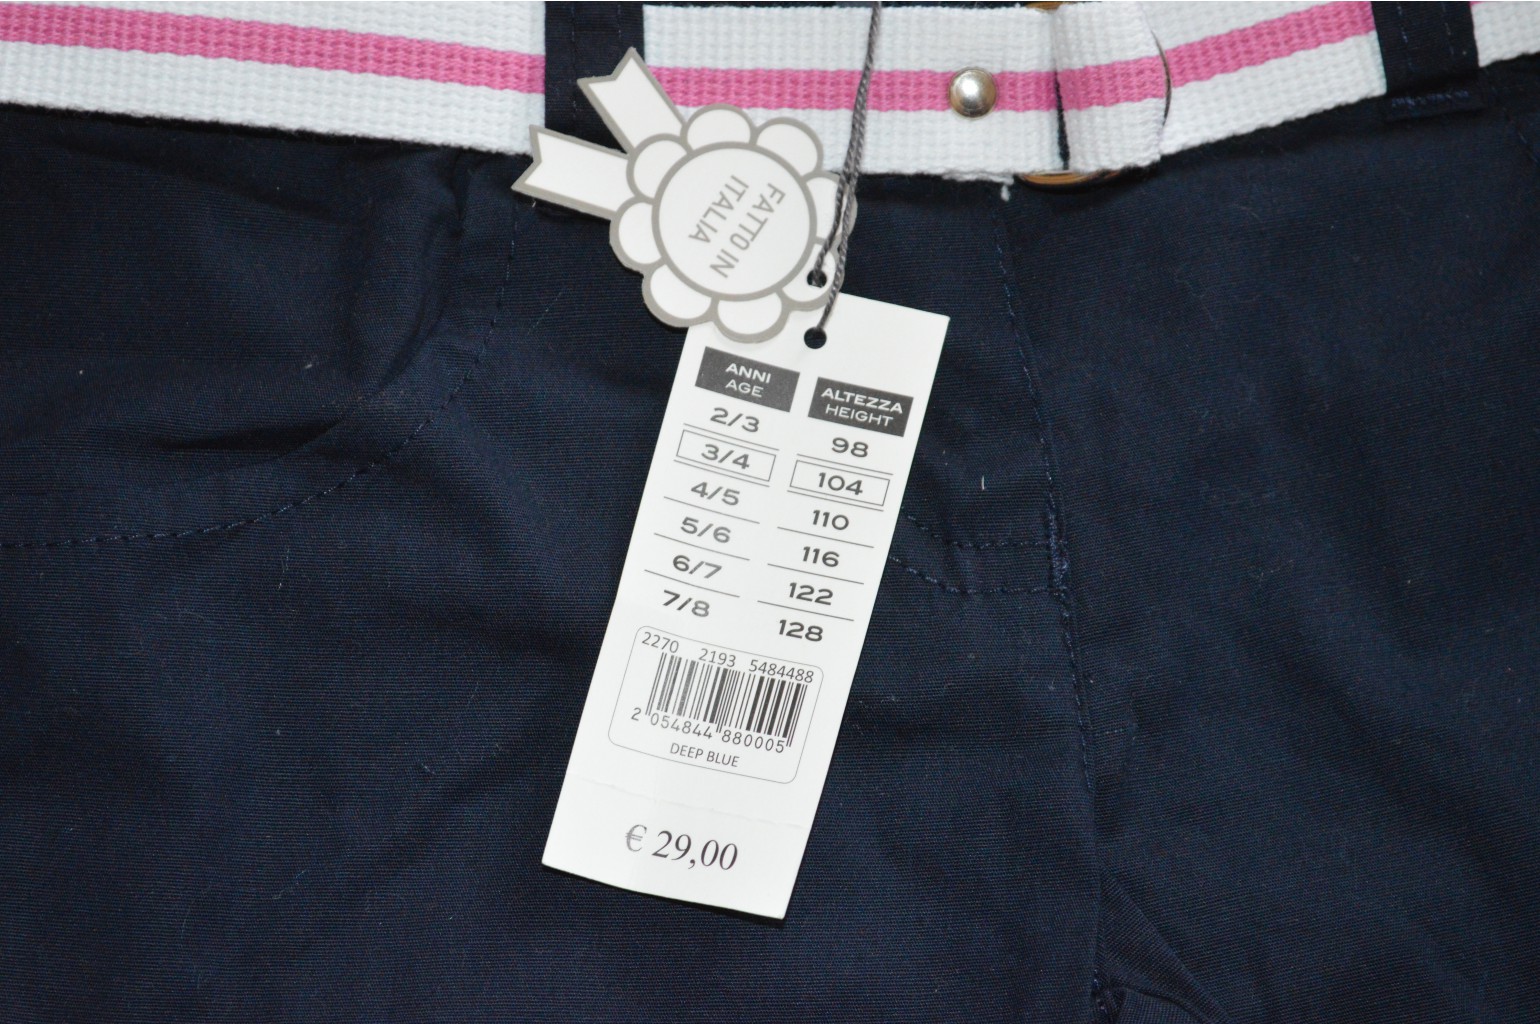 FATTO IN
ITALIA
ANNI
AGE
ALTEZZA
HEIGHT
2/3 98
3/4 104
4/5 110
5/6 116
6/7 122
7/8 128
2270 2193 5484488
2 054844 880005
DEEP BLUE
€ 29,00